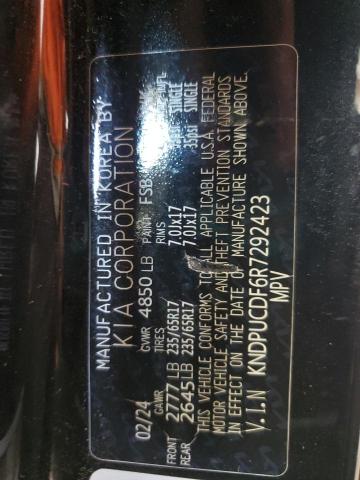 MANUFACTURED IN KOREA BY
KIA CORPORATION
02/24 GVWR 4850 LB PAINT FSB
GAWR TIRES RIMS
FRONT 2777 LB 235/65R17 7.0Jx17 35psi SINGLE
REAR 2645LB 235/65R17 7.0Jx17 35psi SINGLE
THIS VEHICLE CONFORMS TO ALL APPLICABLE U.S.A. FEDERAL
MOTOR VEHICLE SAFETY AND THEFT PREVENTION STANDARDS
IN EFFECT ON THE DATE OF MANUFACTURE SHOWN ABOVE.
V.I.N KNDPUCDF6R7292423
MPV